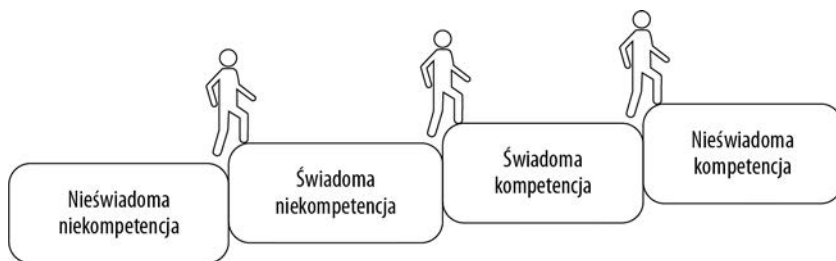 Nieświadoma
niekompetencja
Świadoma
niekompetencja
Świadoma
kompetencja
Nieświadoma
kompetencja